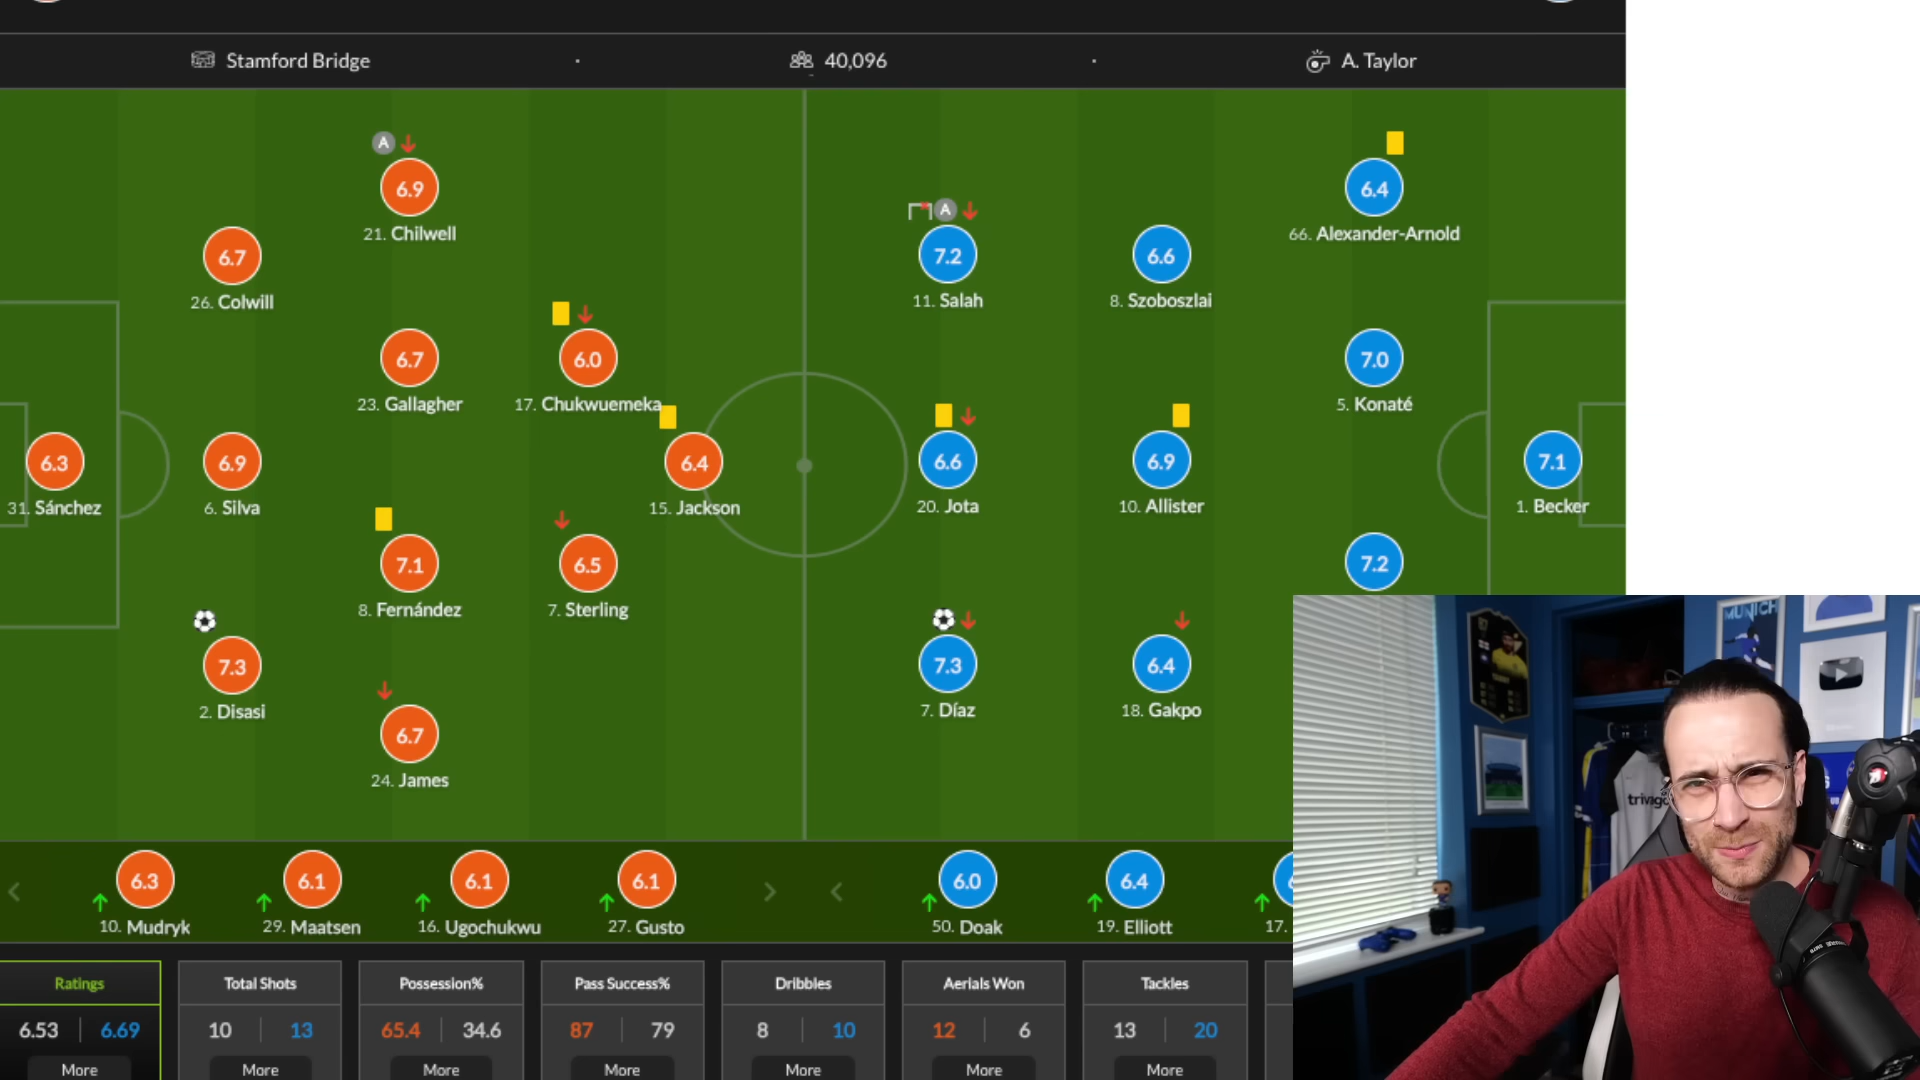 Stamford Bridge · 40,096 · A. Taylor
A
6.9
21. Chilwell
6.7
26. Colwill
6.7
23. Gallagher
6.0
17. Chukwuemeka
6.3
31. Sánchez
6.9
6. Silva
6.4
15. Jackson
7.1
8. Fernández
6.5
7. Sterling
7.3
2. Disasi
6.7
24. James
A
7.2
11. Salah
6.6
8. Szoboszlai
6.4
66. Alexander-Arnold
7.0
5. Konaté
6.6
20. Jota
6.9
10. Allister
7.1
1. Becker
7.2
7.3
7. Díaz
6.4
18. Gakpo
6.3
10. Mudryk
6.1
29. Maatsen
6.1
16. Ugochukwu
6.1
27. Gusto
6.0
50. Doak
6.4
19. Elliott
17.
Ratings
6.53 6.69
More
Total Shots
10 13
More
Possession%
65.4 34.6
More
Pass Success%
87 79
More
Dribbles
8 10
More
Aerials Won
12 6
More
Tackles
13 20
More
MUNICH
trivago